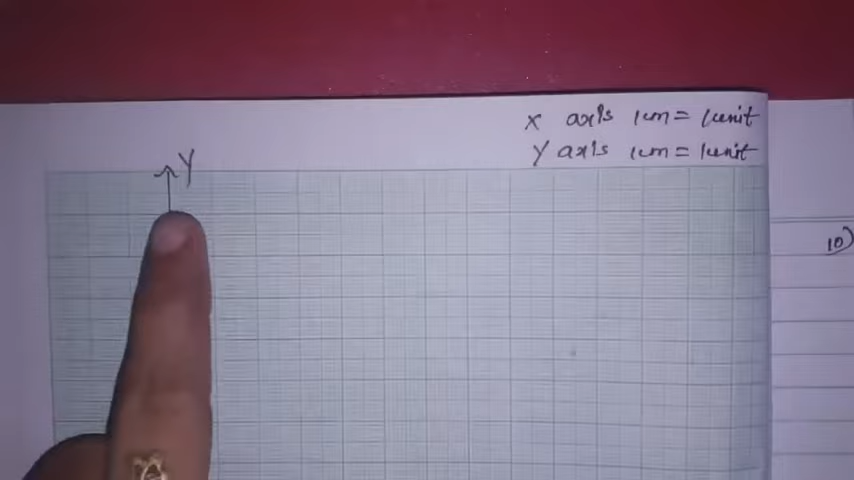 x axis 1cm = 1unit
Y axis 1cm = 1unit
Y
10)